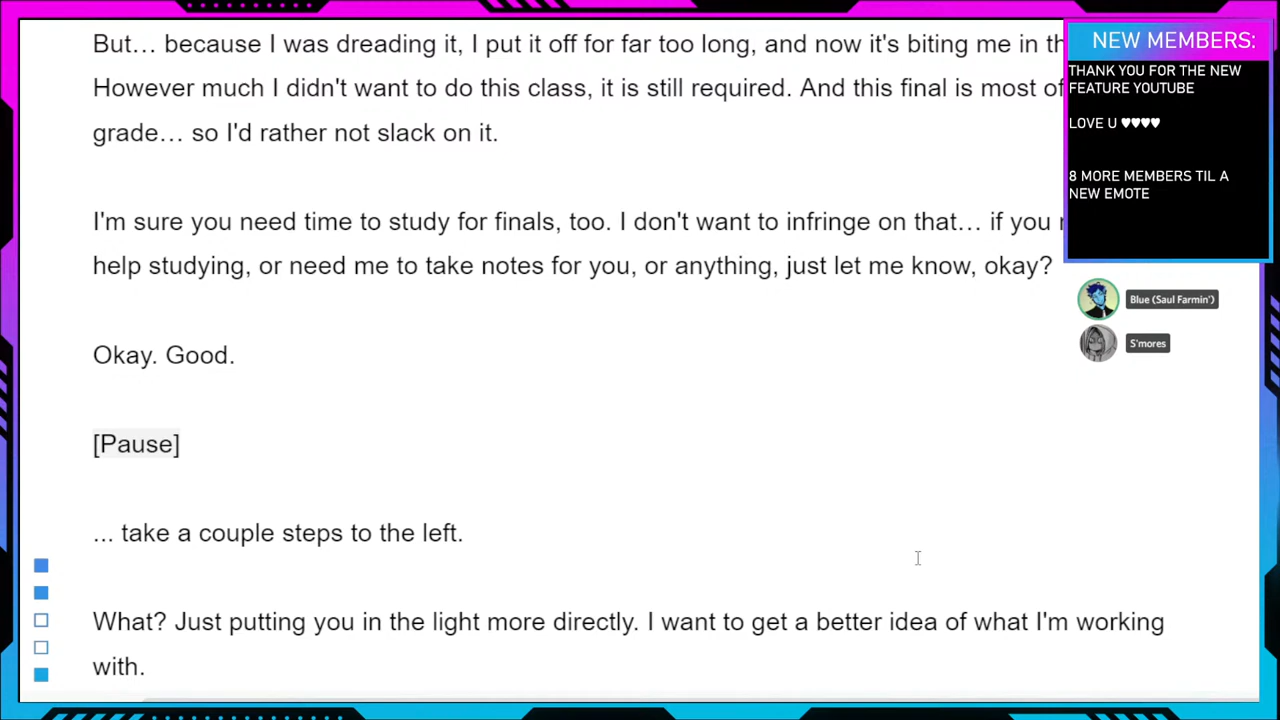 But… because I was dreading it, I put it off for far too long, and now it's biting me in
However much I didn't want to do this class, it is still required. And this final is most
grade… so I'd rather not slack on it.
I'm sure you need time to study for finals, too. I don't want to infringe on that… if you
help studying, or need me to take notes for you, or anything, just let me know, okay?
Okay. Good.
[Pause]
... take a couple steps to the left.
What? Just putting you in the light more directly. I want to get a better idea of what I'm working
with.
NEW MEMBERS:
THANK YOU FOR THE NEW
FEATURE YOUTUBE
LOVE U ♥♥♥♥
8 MORE MEMBERS TIL A
NEW EMOTE
Blue (Saul Farmin')
S'mores